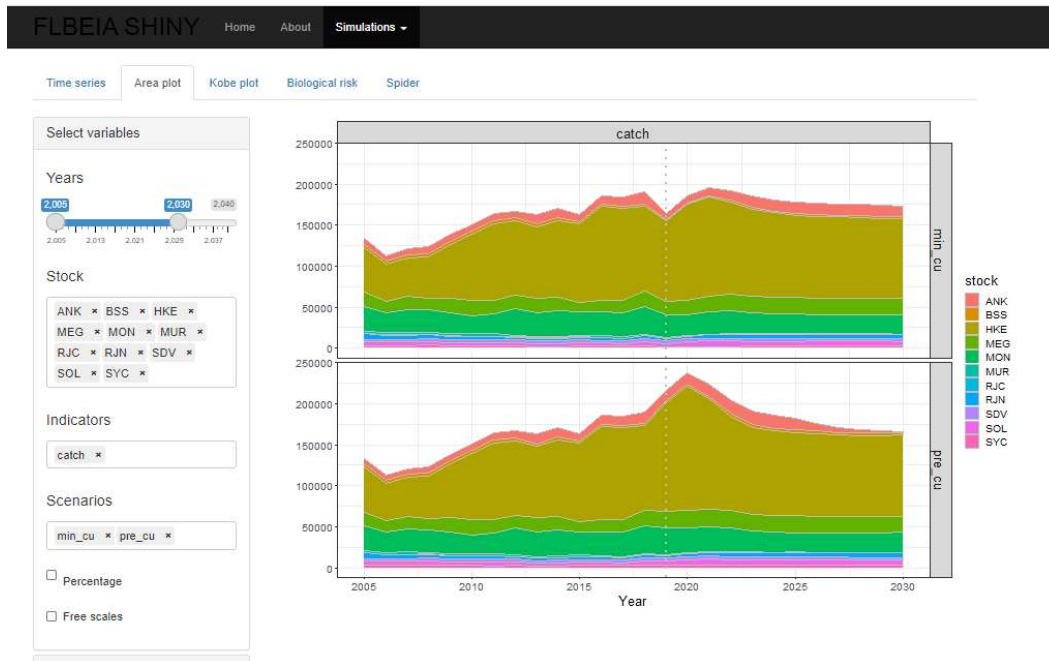 FLBEIA SHINY Home About Simulations
Time series Area plot Kobe plot Biological risk Spider
Select variables
Years
2,005 2,030 2,040
2,005 2,013 2,021 2,029 2,037
Stock
ANK × BSS × HKE ×
MEG × MON × MUR ×
RJC × RJN × SDV ×
SOL × SYC ×
Indicators
catch ×
Scenarios
min_cu × pre_cu ×
Percentage
Free scales
catch
250000
200000
150000
100000
50000
0
min_cu
250000
200000
150000
100000
50000
0
pre_cu
2005 2010 2015 2020 2025 2030
Year
stock
ANK
BSS
HKE
MEG
MON
MUR
RJC
RJN
SDV
SOL
SYC